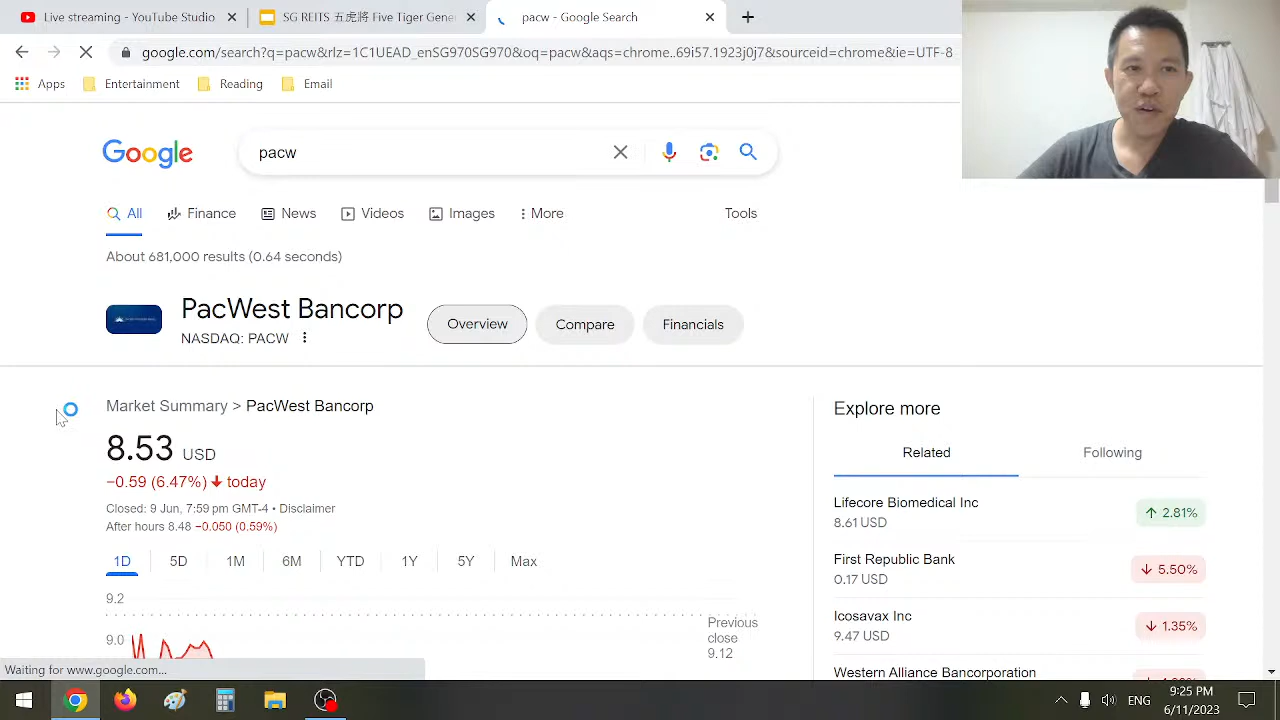 Live streaming - YouTube Studio
SG REITS 五虎將 Five Tiger Gene
pacw - Google Search
google.com/search?q=pacw&rlz=1C1UEAD_enSG970SG970&oq=pacw&aqs=chrome..69i57.1923j0j7&sourceid=chrome&ie=UTF-8
Apps Entertainment Reading Email
Google
pacw
All Finance News Videos Images More Tools
About 681,000 results (0.64 seconds)
PacWest Bancorp
NASDAQ: PACW
Overview Compare Financials
Market Summary > PacWest Bancorp
8.53 USD
−0.59 (6.47%) today
Closed: 9 Jun, 7:59 pm GMT-4 • Disclaimer
After hours 8.48 −0.050 (0.59%)
1D 5D 1M 6M YTD 1Y 5Y Max
9.2
9.0
Previous
close
9.12
Explore more
Related Following
Lifecore Biomedical Inc
8.61 USD
2.81%
First Republic Bank
0.17 USD
5.50%
Icosavax Inc
9.47 USD
1.35%
Western Alliance Bancorporation
Waiting for www.google.com...
ENG
9:25 PM
6/11/2023